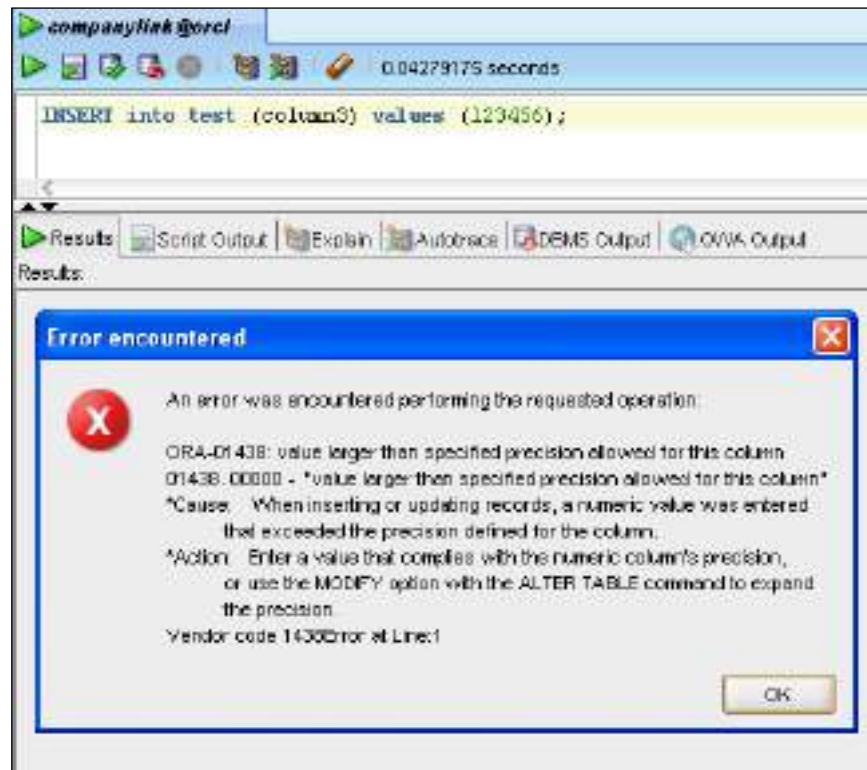 companylink@orcl
0.04279175 seconds
INSERT into test (column3) values (123456);
Results Script Output Explain Autotrace DBMS Output OWA Output
Results:
Error encountered
An error was encountered performing the requested operation:
ORA-01438: value larger than specified precision allowed for this column
01438. 00000 - "value larger than specified precision allowed for this column"
*Cause: When inserting or updating records, a numeric value was entered
that exceeded the precision defined for the column.
*Action: Enter a value that complies with the numeric column's precision,
or use the MODIFY option with the ALTER TABLE command to expand
the precision.
Vendor code 1438Error at Line:1
OK